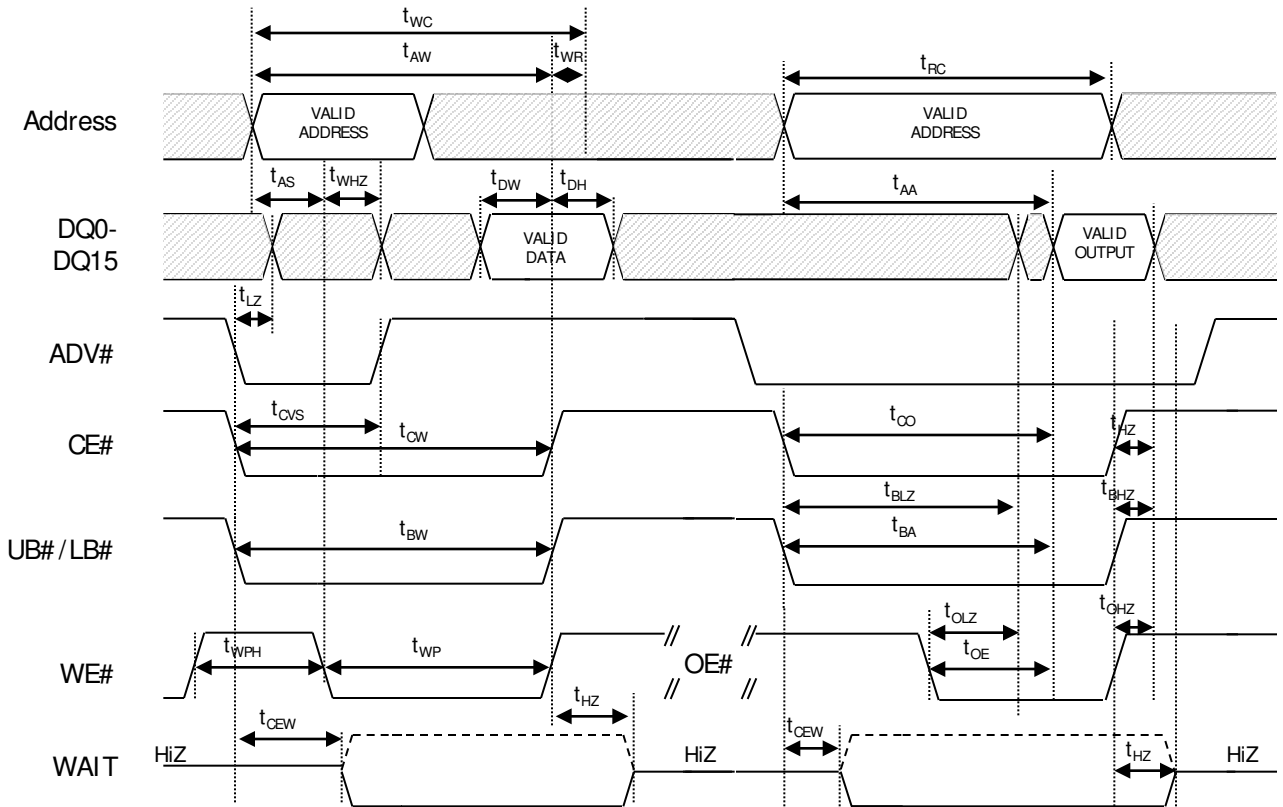 tWC
tAW
tWR
tRC
Address
VALID
ADDRESS
VALID
ADDRESS
tAS
tWHZ
tDW
tDH
tAA
DQ0-
DQ15
VALID
DATA
VALID
OUTPUT
tLZ
ADV#
tCVS
tCW
tCO
tHZ
CE#
tBLZ
tBHZ
tBW
tBA
UB# / LB#
tOLZ
tOHZ
tWPH
tWP
// // OE#
tOE
WE#
// //
tCEW
tHZ
tCEW
tHZ
HiZ
HiZ
HiZ
WAIT